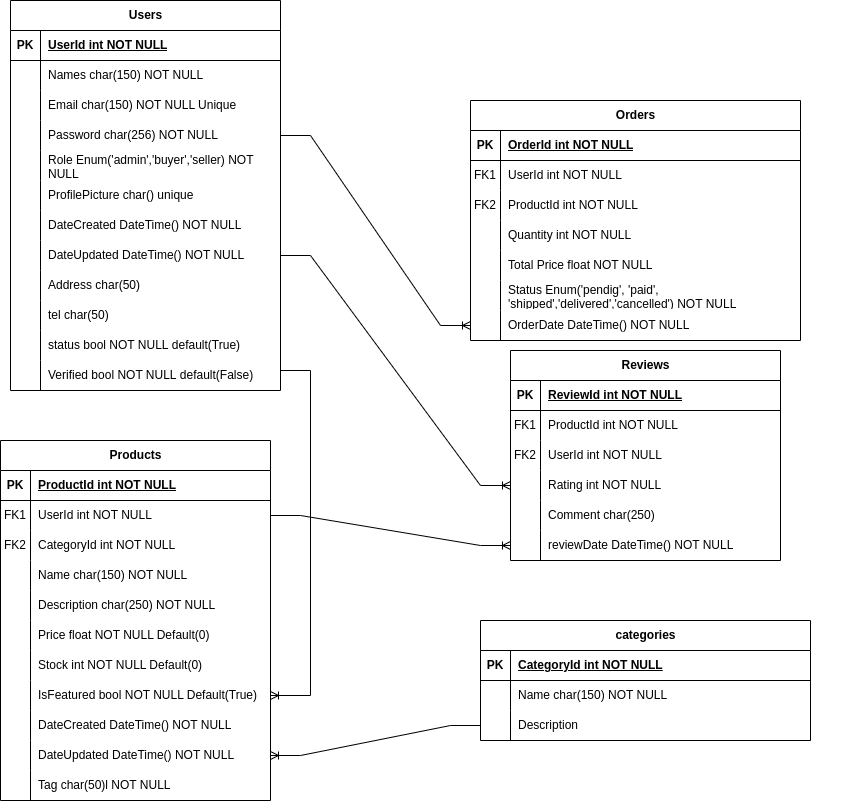 Users
PK UserId int NOT NULL
Names char(150) NOT NULL
Email char(150) NOT NULL Unique
Password char(256) NOT NULL
Role Enum('admin','buyer','seller) NOT
NULL
ProfilePicture char() unique
DateCreated DateTime() NOT NULL
DateUpdated DateTime() NOT NULL
Address char(50)
tel char(50)
status bool NOT NULL default(True)
Verified bool NOT NULL default(False)
Orders
PK OrderId int NOT NULL
FK1 UserId int NOT NULL
FK2 ProductId int NOT NULL
Quantity int NOT NULL
Total Price float NOT NULL
Status Enum('pendig', 'paid',
'shipped','delivered','cancelled') NOT NULL
OrderDate DateTime() NOT NULL
Reviews
PK ReviewId int NOT NULL
FK1 ProductId int NOT NULL
FK2 UserId int NOT NULL
Rating int NOT NULL
Comment char(250)
reviewDate DateTime() NOT NULL
Products
PK ProductId int NOT NULL
FK1 UserId int NOT NULL
FK2 CategoryId int NOT NULL
Name char(150) NOT NULL
Description char(250) NOT NULL
Price float NOT NULL Default(0)
Stock int NOT NULL Default(0)
IsFeatured bool NOT NULL Default(True)
DateCreated DateTime() NOT NULL
DateUpdated DateTime() NOT NULL
Tag char(50)l NOT NULL
categories
PK CategoryId int NOT NULL
Name char(150) NOT NULL
Description